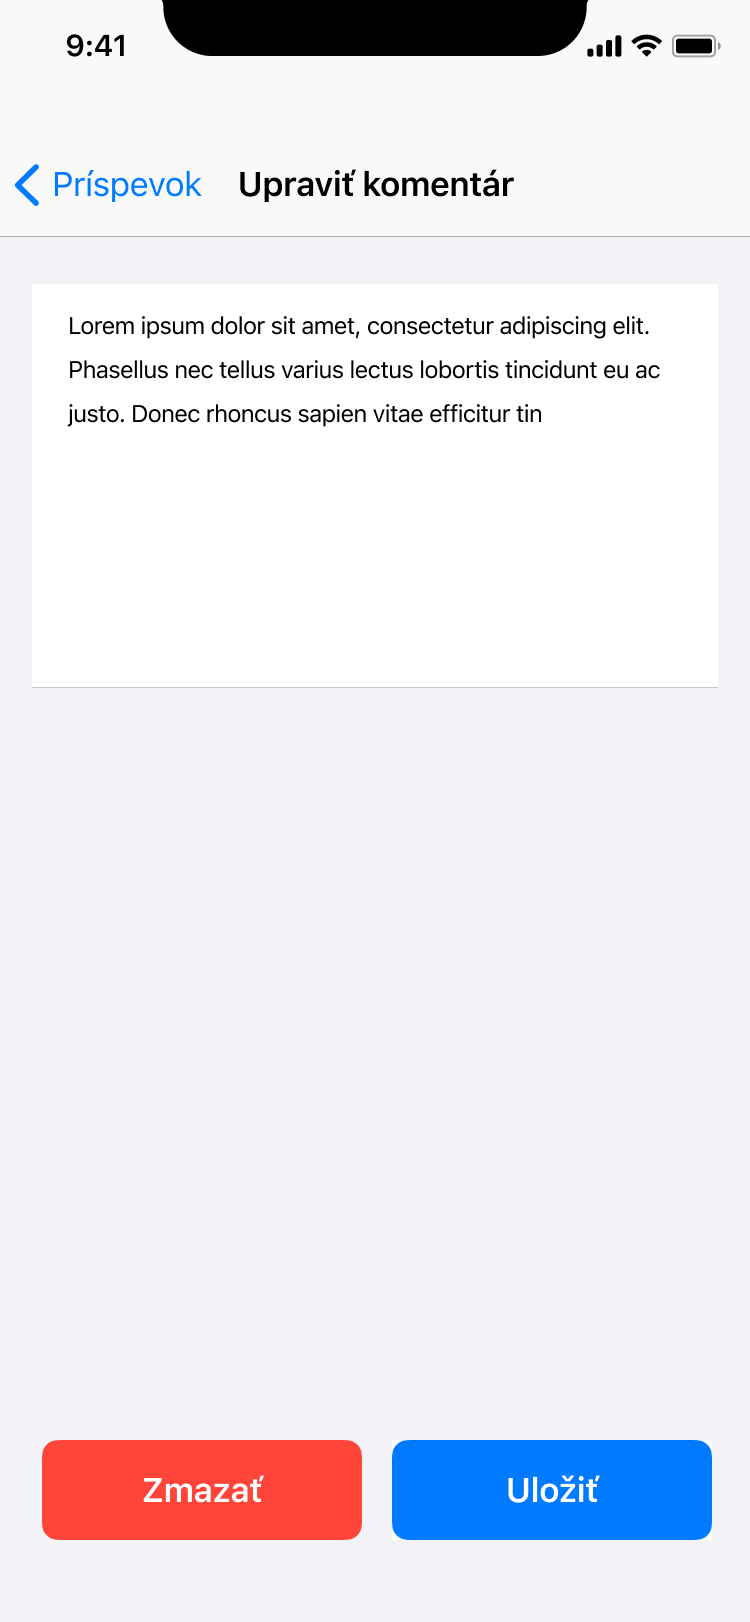 9:41
Príspevok Upraviť komentár
Lorem ipsum dolor sit amet, consectetur adipiscing elit.
Phasellus nec tellus varius lectus lobortis tincidunt eu ac
justo. Donec rhoncus sapien vitae efficitur tin
Zmazať Uložiť